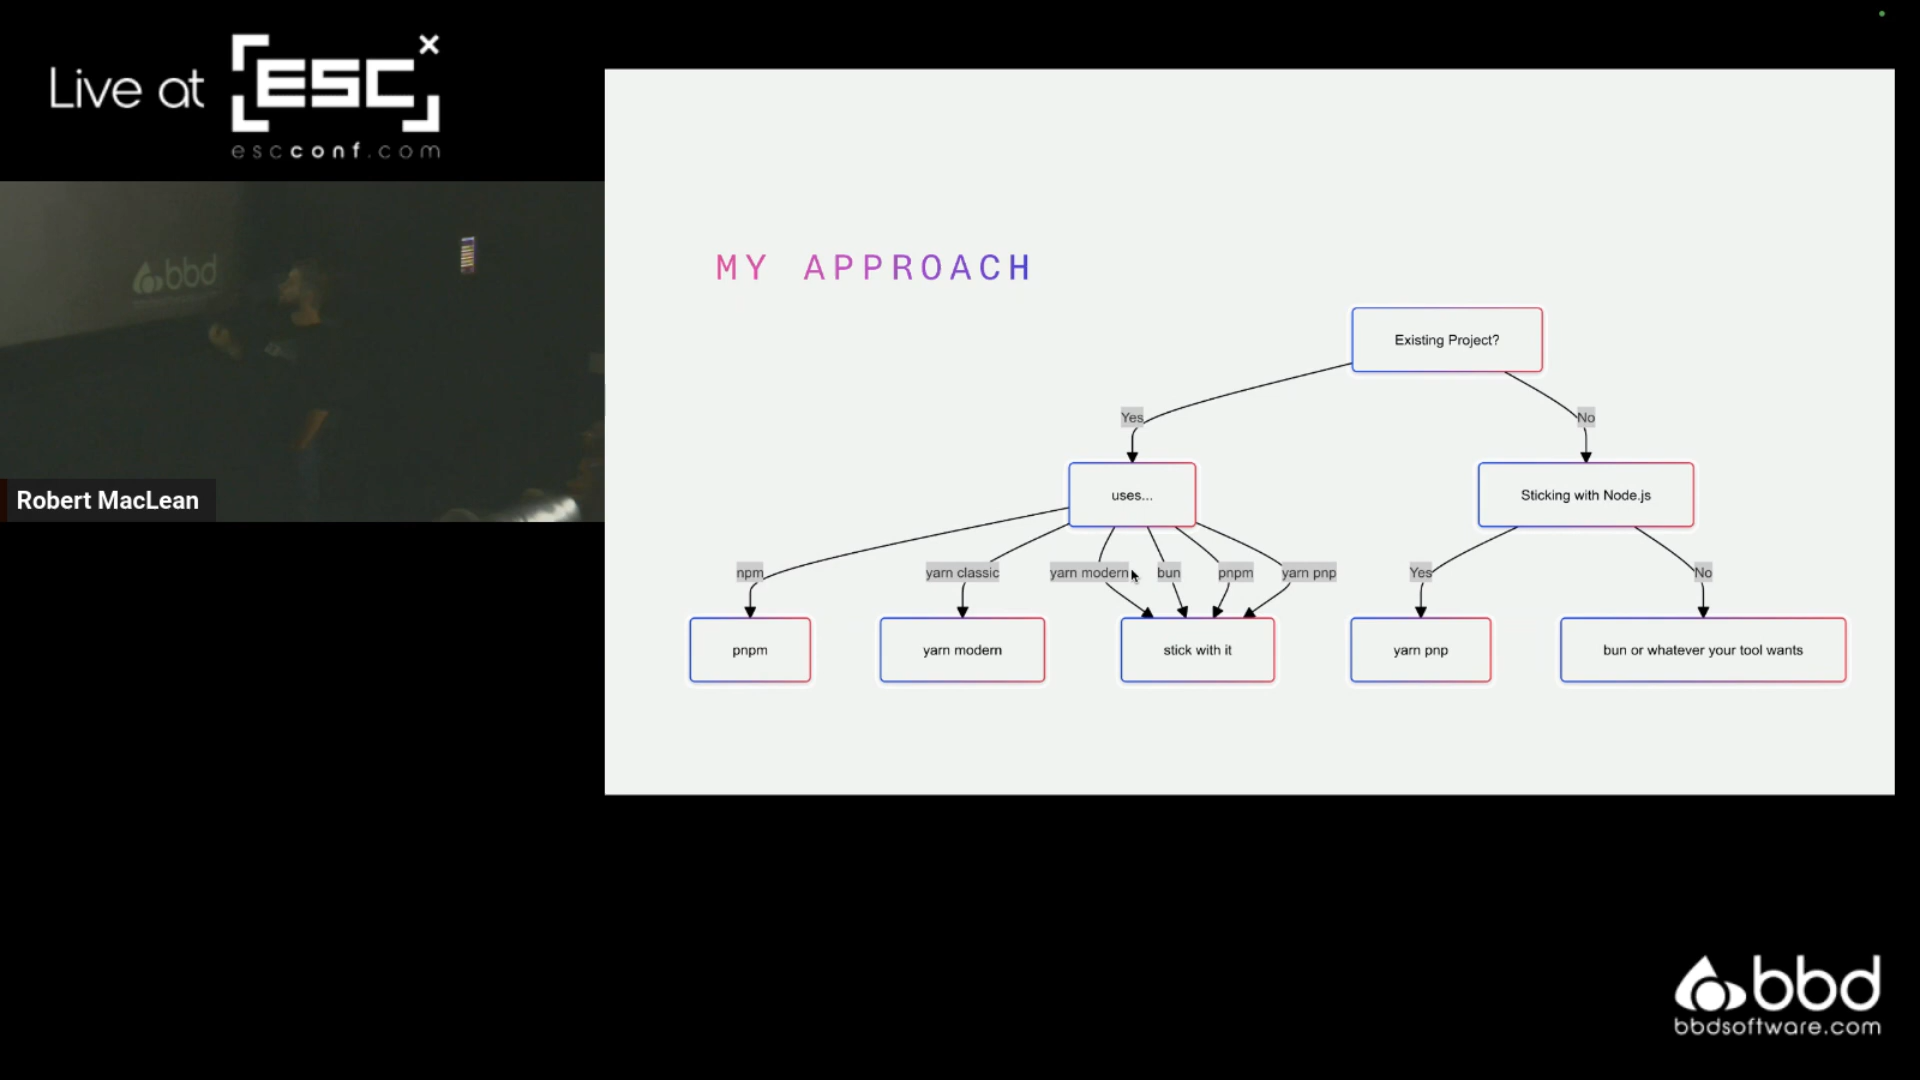 Live at ESC
escconf.com
bbd
Robert MacLean
MY APPROACH
Existing Project?
Yes
No
uses...
Sticking with Node.js
npm
yarn classic
yarn modern
bun
pnpm
yarn pnp
Yes
No
pnpm
yarn modern
stick with it
yarn pnp
bun or whatever your tool wants
bbd
bbdsoftware.com